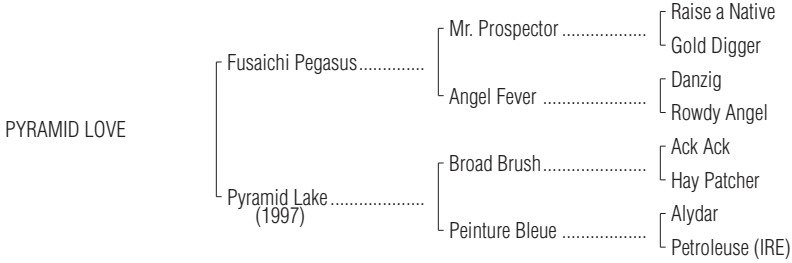 Raise a Native
Mr. Prospector ...................
Gold Digger
Fusaichi Pegasus..............
Danzig
Angel Fever .......................
Rowdy Angel
PYRAMID LOVE
Ack Ack
Broad Brush.......................
Hay Patcher
Pyramid Lake....................
(1997)
Alydar
Peinture Bleue ...................
Petroleuse (IRE)